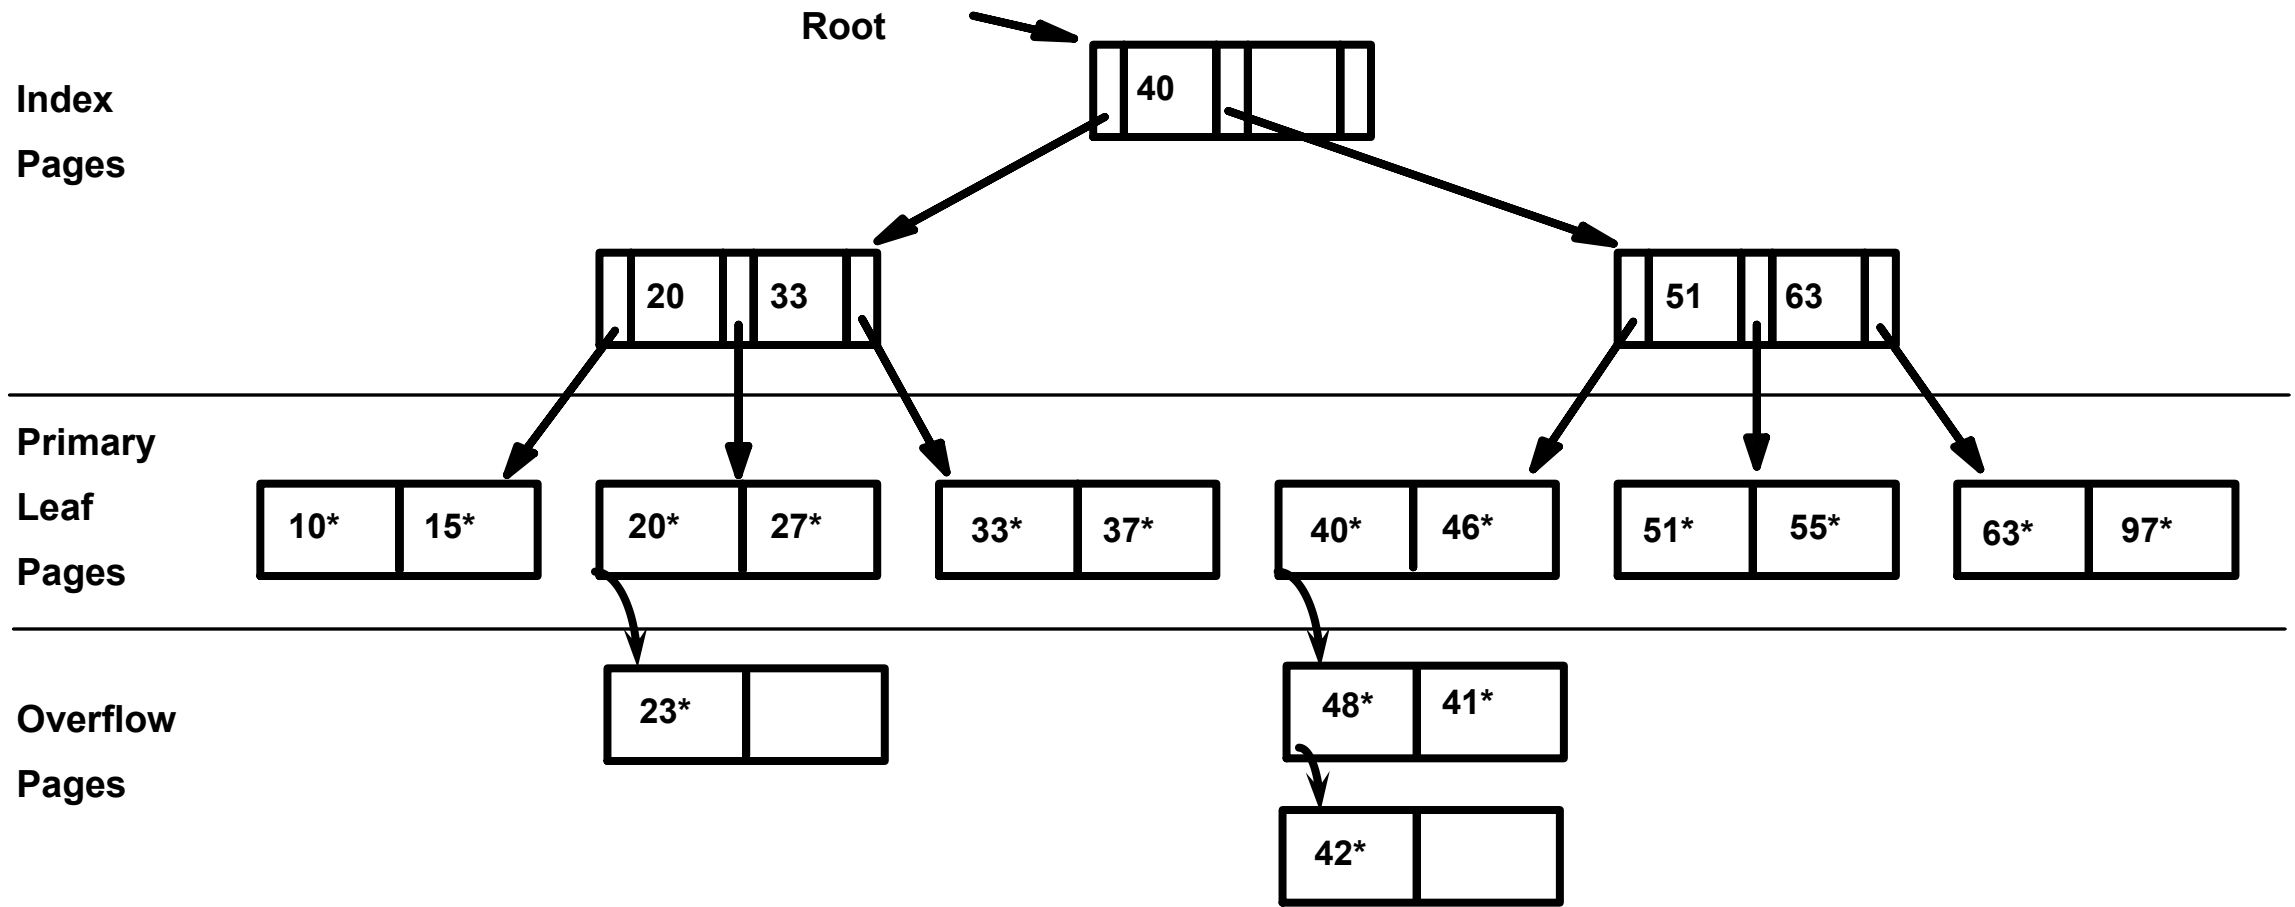 Root
40
Index
Pages
20 33 51 63
Primary
Leaf
Pages
10* 15* 20* 27* 33* 37* 40* 46* 51* 55* 63* 97*
Overflow
Pages
23* 48* 41*
42*